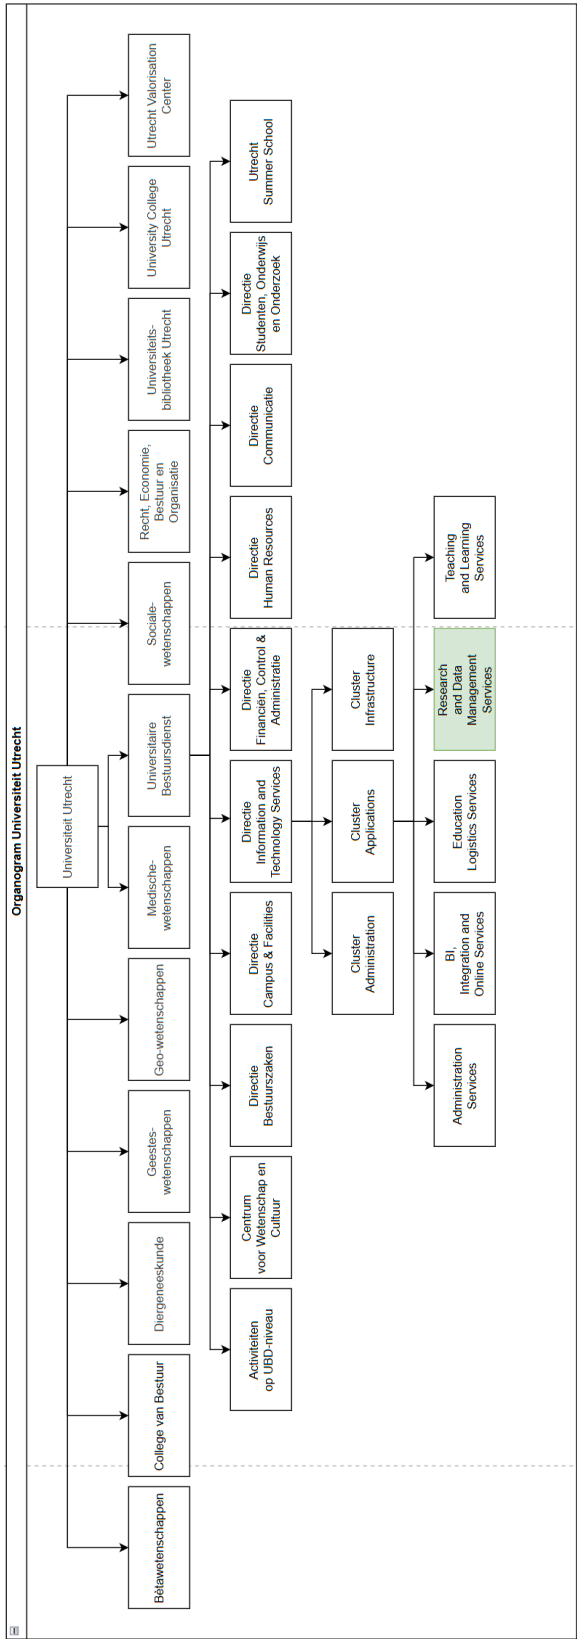 Organogram Universiteit Utrecht
Universiteit Utrecht
Bètawetenschappen
College van Bestuur
Diergeneeskunde
Geestes-
wetenschappen
Geo-wetenschappen
Medische-
wetenschappen
Universitaire
Bestuursdienst
Sociale-
wetenschappen
Recht, Economie,
Bestuur en
Organisatie
Universiteits-
bibliotheek Utrecht
University College
Utrecht
Utrecht Valorisation
Center
Activiteiten
op UBD-niveau
Centrum
voor Wetenschap en
Cultuur
Directie
Bestuurszaken
Directie
Campus & Facilities
Directie
Information and
Technology Services
Directie
Financiën, Control &
Administratie
Directie
Human Resources
Directie
Communicatie
Directie
Studenten, Onderwijs
en Onderzoek
Utrecht
Summer School
Cluster
Administration
Cluster
Applications
Cluster
Infrastructure
Administration
Services
BI,
Integration and
Online Services
Education
Logistics Services
Research
and Data
Management
Services
Teaching
and Learning
Services